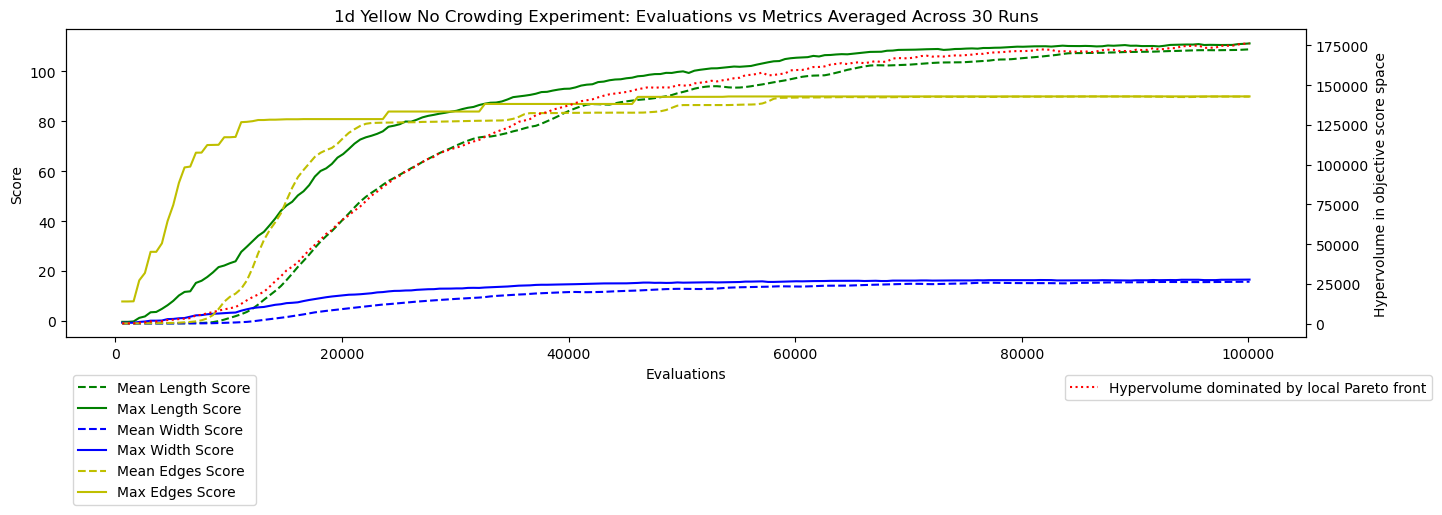 1d Yellow No Crowding Experiment: Evaluations vs Metrics Averaged Across 30 Runs
Score
100
80
60
40
20
0
175000
150000
125000
100000
75000
50000
25000
0
Hypervolume in objective score space
0 20000 40000 60000 80000 100000
Evaluations
Mean Length Score
Max Length Score
Mean Width Score
Max Width Score
Mean Edges Score
Max Edges Score
Hypervolume dominated by local Pareto front